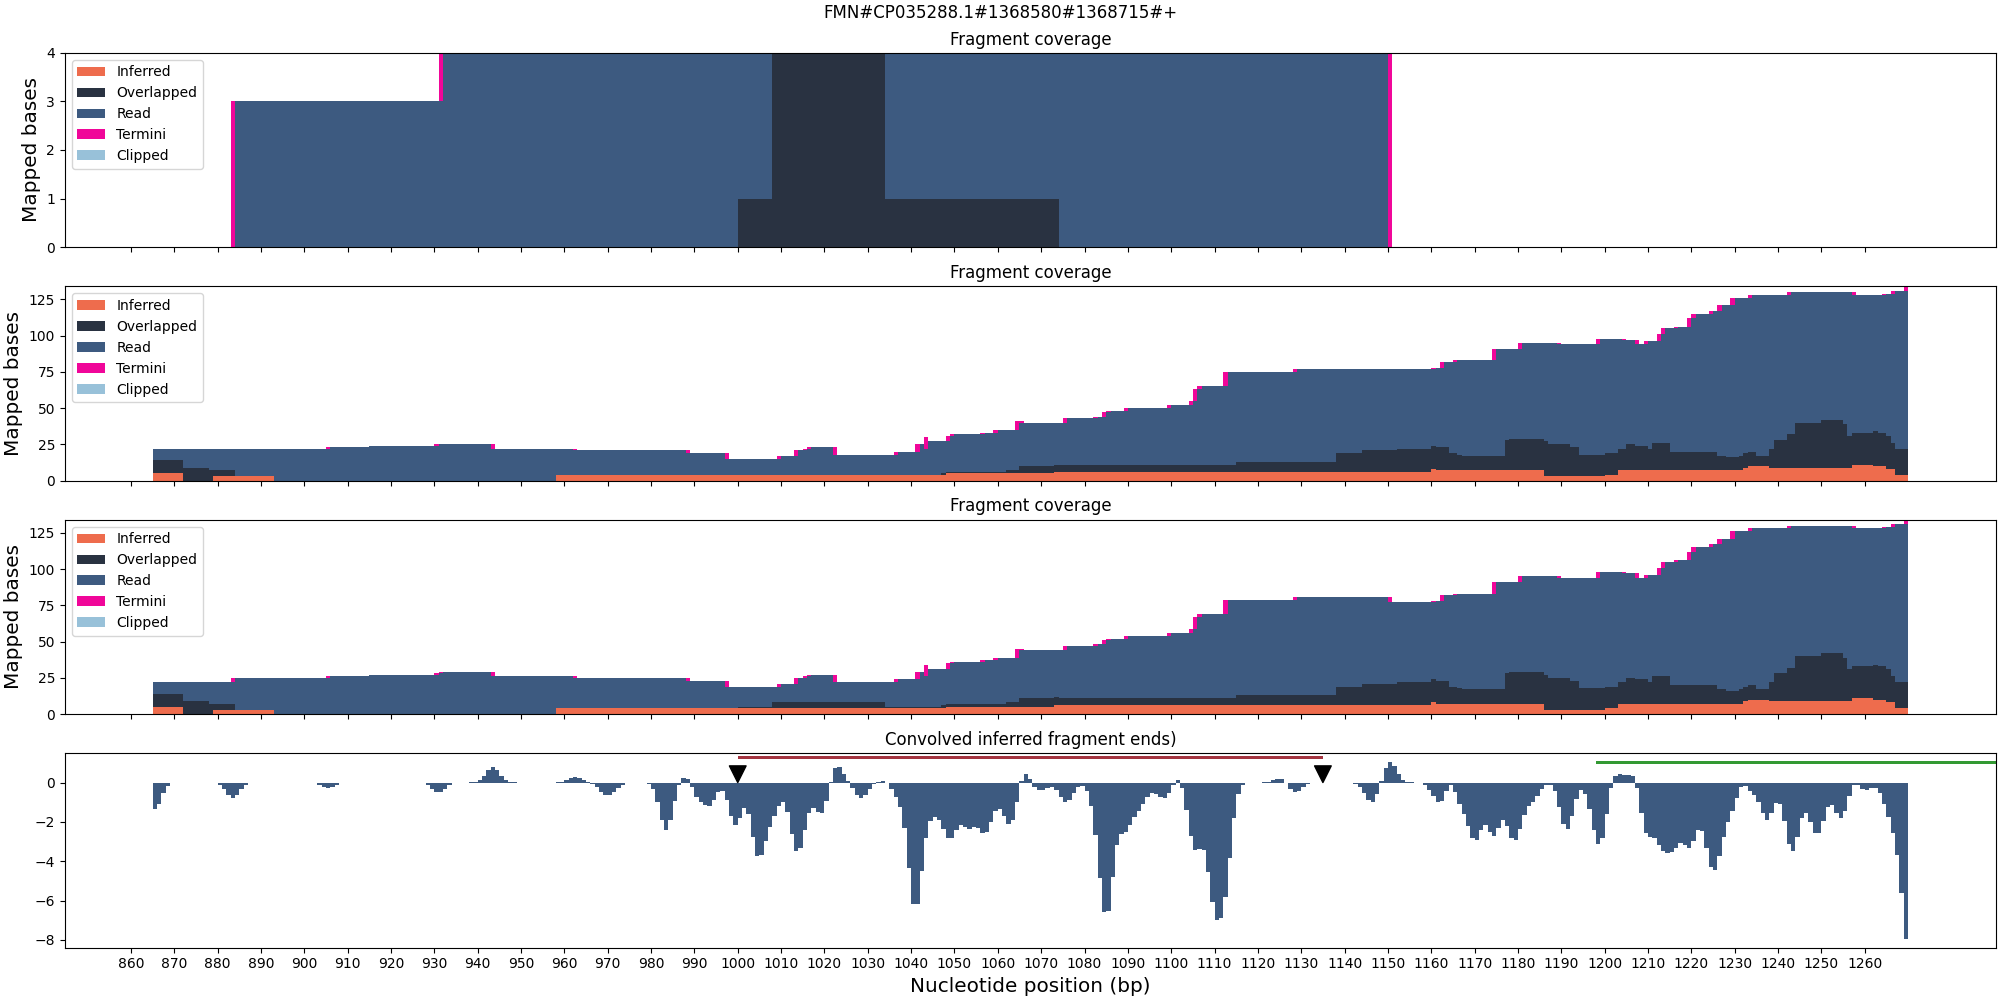 FMN#CP035288.1#1368580#1368715#+
Fragment coverage
Mapped bases
4
3
2
1
0
Inferred
Overlapped
Read
Termini
Clipped
Fragment coverage
Mapped bases
125
100
75
50
25
0
Inferred
Overlapped
Read
Termini
Clipped
Fragment coverage
Mapped bases
125
100
75
50
25
0
Inferred
Overlapped
Read
Termini
Clipped
Convolved inferred fragment ends)
0
−2
−4
−6
−8
860 870 880 890 900 910 920 930 940 950 960 970 980 990 1000 1010 1020 1030 1040 1050 1060 1070 1080 1090 1100 1110 1120 1130 1140 1150 1160 1170 1180 1190 1200 1210 1220 1230 1240 1250 1260
Nucleotide position (bp)